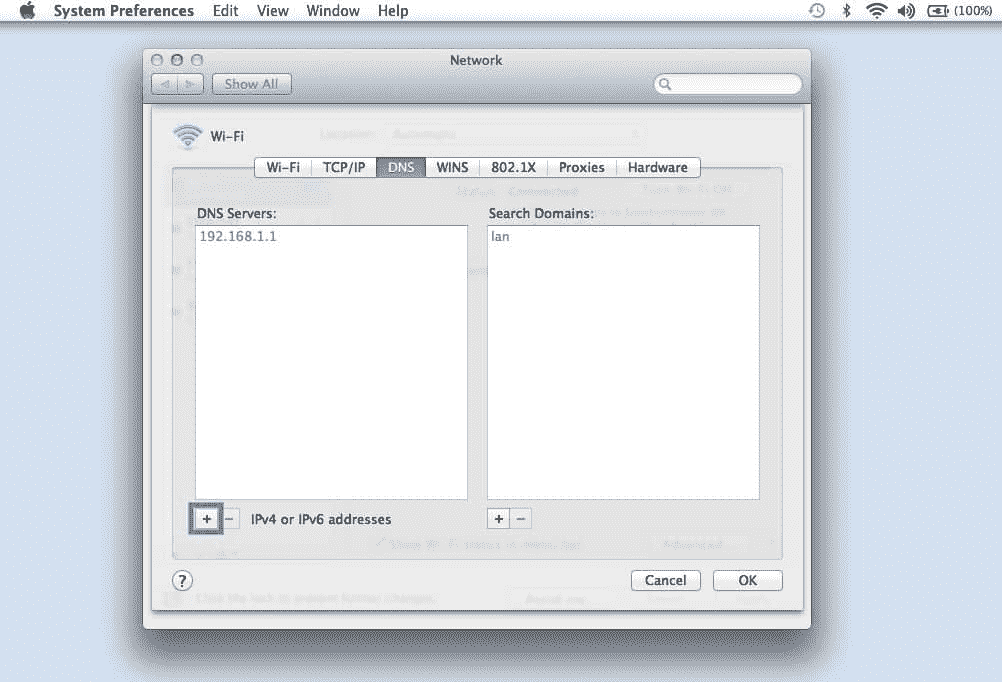 System Preferences Edit View Window Help (100%)
Network
Show All
Wi-Fi
Wi-Fi TCP/IP DNS WINS 802.1X Proxies Hardware
DNS Servers: Search Domains:
192.168.1.1 lan
+ − IPv4 or IPv6 addresses + −
? Cancel OK